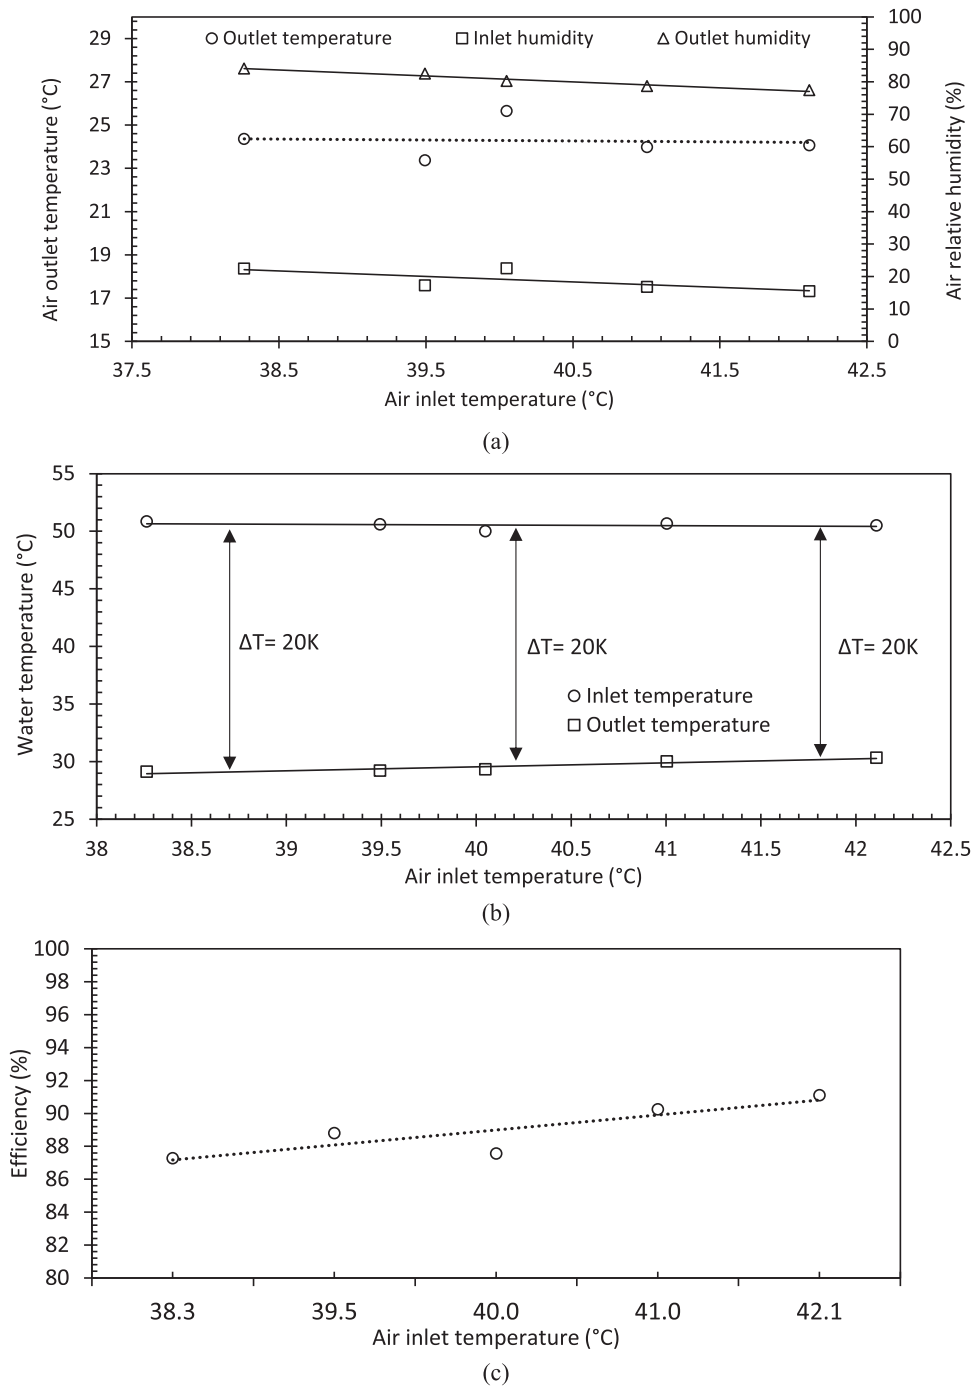 Outlet temperature Inlet humidity Outlet humidity
29
27
25
23
21
19
17
15
Air outlet temperature (°C)
100
90
80
70
60
50
40
30
20
10
0
Air relative humidity (%)
37.5 38.5 39.5 40.5 41.5 42.5
Air inlet temperature (°C)
(a)
55
50
45
40
35
30
25
Water temperature (°C)
ΔT= 20K ΔT= 20K ΔT= 20K
Inlet temperature
Outlet temperature
38 38.5 39 39.5 40 40.5 41 41.5 42 42.5
Air inlet temperature (°C)
(b)
100
98
96
94
92
90
88
86
84
82
80
Efficiency (%)
38.3 39.5 40.0 41.0 42.1
Air inlet temperature (°C)
(c)